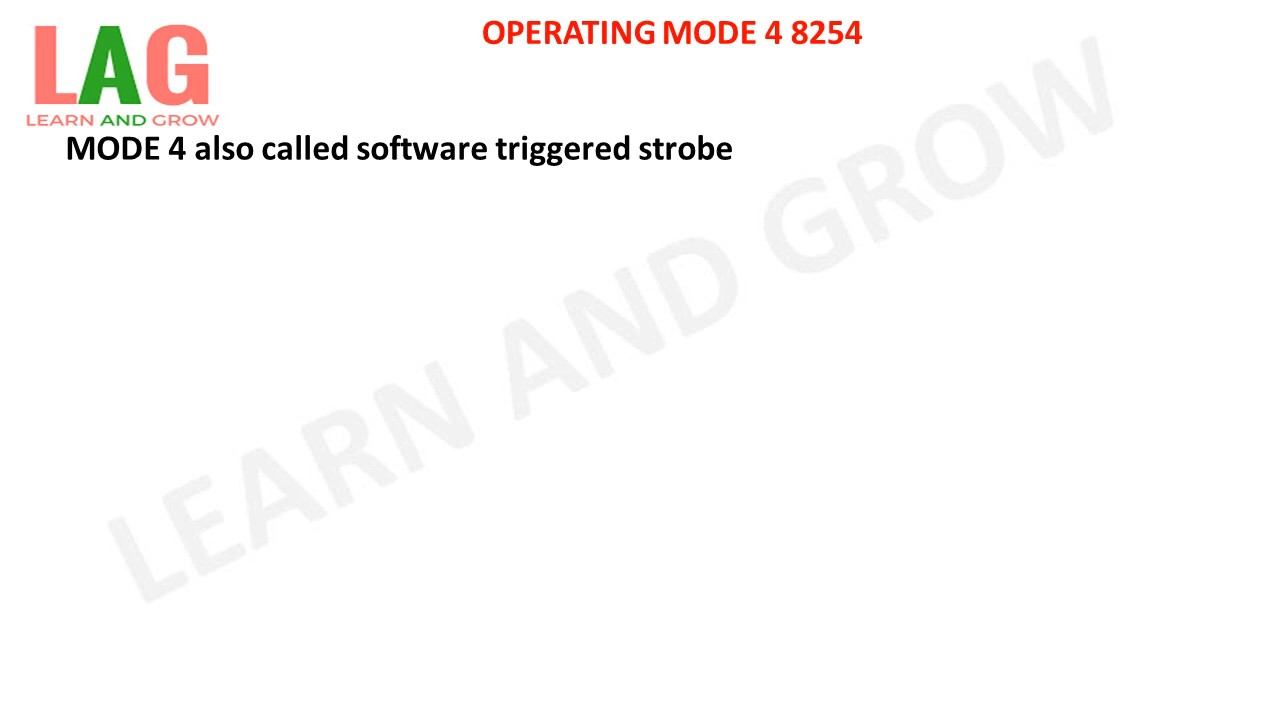 OPERATING MODE 4 8254
LAG
LEARN AND GROW
MODE 4 also called software triggered strobe
LEARN AND GROW